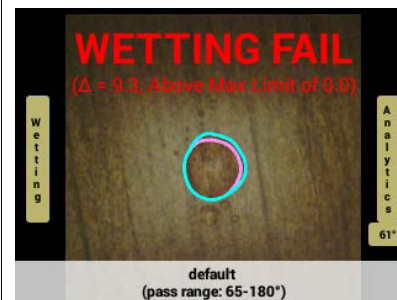 WETTING FAIL
(Δ = 9.3, Above Max Limit of 0.0)
Wetting
Analytics
61°
default
(pass range: 65-180°)